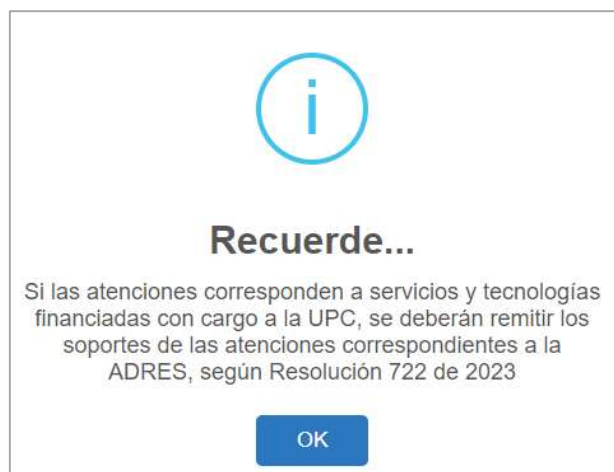 i
Recuerde...
Si las atenciones corresponden a servicios y tecnologías
financiadas con cargo a la UPC, se deberán remitir los
soportes de las atenciones correspondientes a la
ADRES, según Resolución 722 de 2023
OK